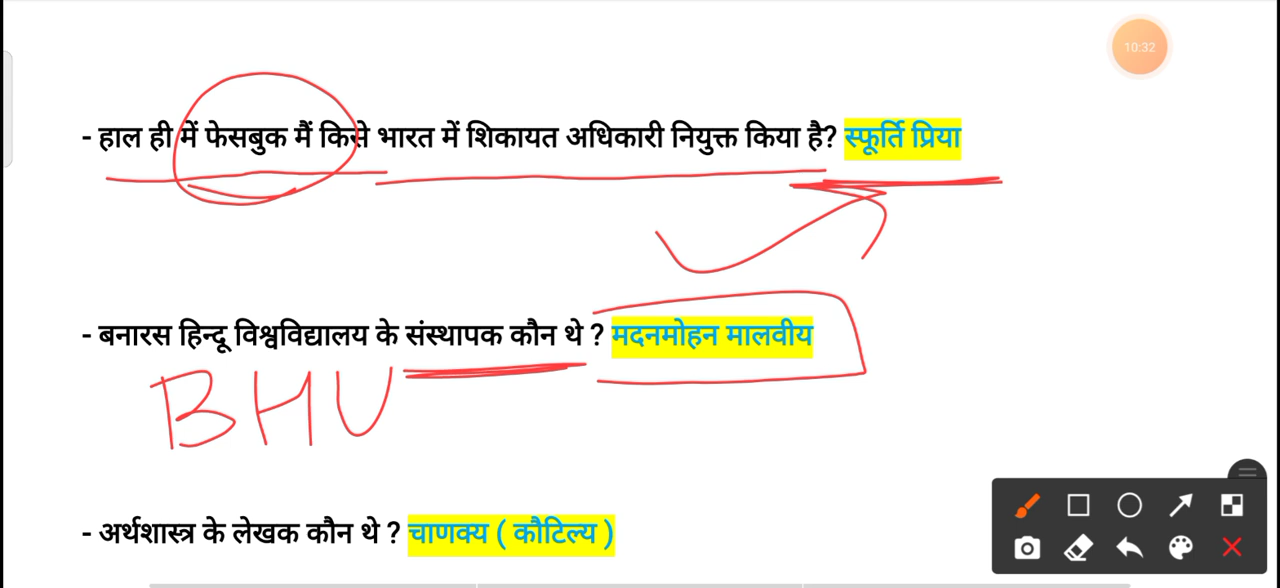 10:32
- हाल ही में फेसबुक मैं किसे भारत में शिकायत अधिकारी नियुक्त किया है? स्फूर्ति प्रिया
- बनारस हिन्दू विश्वविद्यालय के संस्थापक कौन थे ? मदनमोहन मालवीय
BHU
- अर्थशास्त्र के लेखक कौन थे ? चाणक्य ( कौटिल्य )